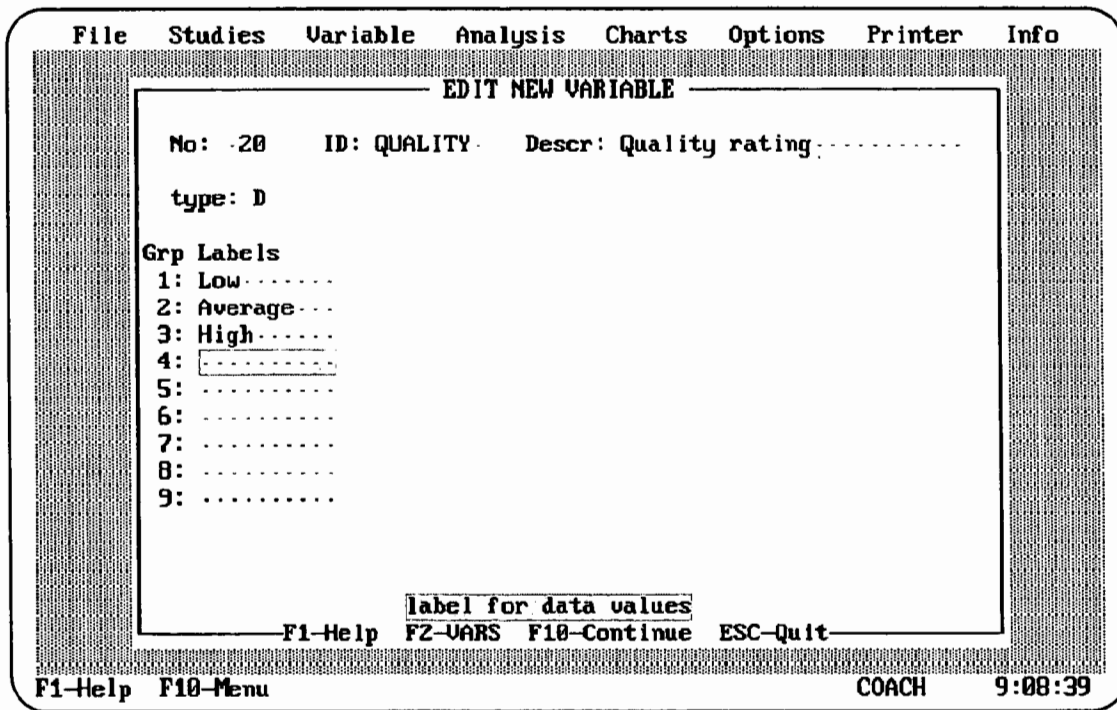 File Studies Variable Analysis Charts Options Printer Info
EDIT NEW VARIABLE
No: 20 ID: QUALITY Descr: Quality rating
type: D
Grp Labels
1: Low
2: Average
3: High
4:
5:
6:
7:
8:
9:
label for data values
F1-Help F2-VARS F10-Continue ESC-Quit
F1-Help F10-Menu COACH 9:08:39